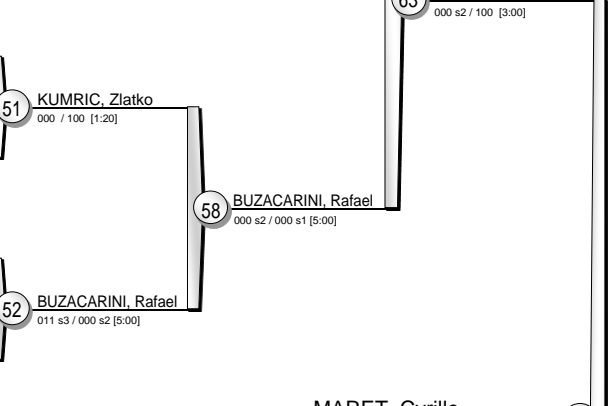 63
000 s2 / 100 [3:00]
51
KUMRIC, Zlatko
000 / 100 [1:20]
58
BUZACARINI, Rafael
000 s2 / 000 s1 [5:00]
52
BUZACARINI, Rafael
011 s3 / 000 s2 [5:00]